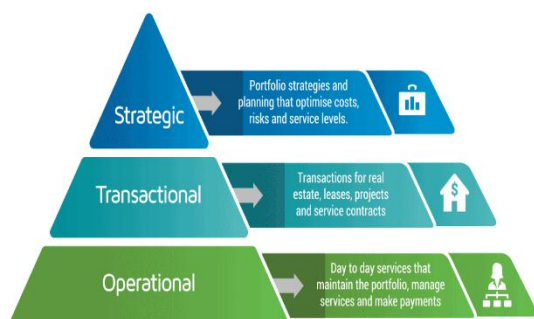 Strategic
Portfolio strategies and
planning that optimise costs,
risks and service levels.
Transactional
Transactions for real
estate, leases, projects
and service contracts
$
Operational
Day to day services that
maintain the portfolio, manage
services and make payments